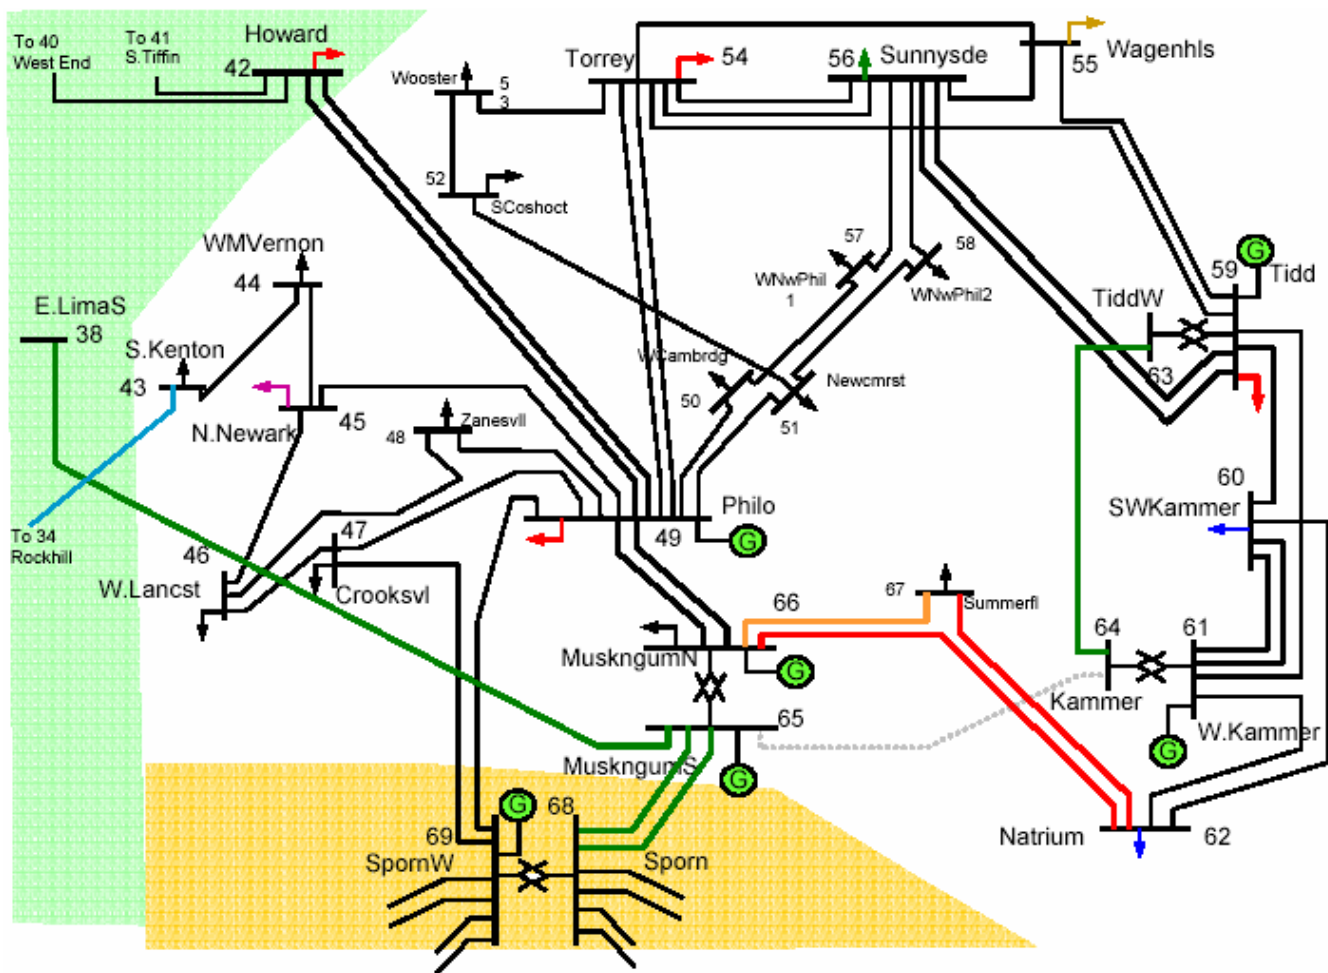 To 40
West End
To 41
S.Tiffin
Howard
42
Wooster
5
3
Torrey
54
56
Sunnysde
55
Wagenhls
52
SCoshoct
WMVernon
44
57
WNwPhil
1
58
WNwPhil2
59
G
Tidd
TiddW
63
E.LimaS
38
S.Kenton
43
N.Newark
45
48
Zanesvll
WCambrdg
50
Newcmrst
51
60
SWKammer
To 34
Rockhill
46
W.Lancst
47
Crooksvl
Philo
49
G
66
MuskngumN
G
67
Summerfl
64
Kammer
61
W.Kammer
G
65
MuskngumS
G
Natrium
62
G
69
SpornW
68
Sporn